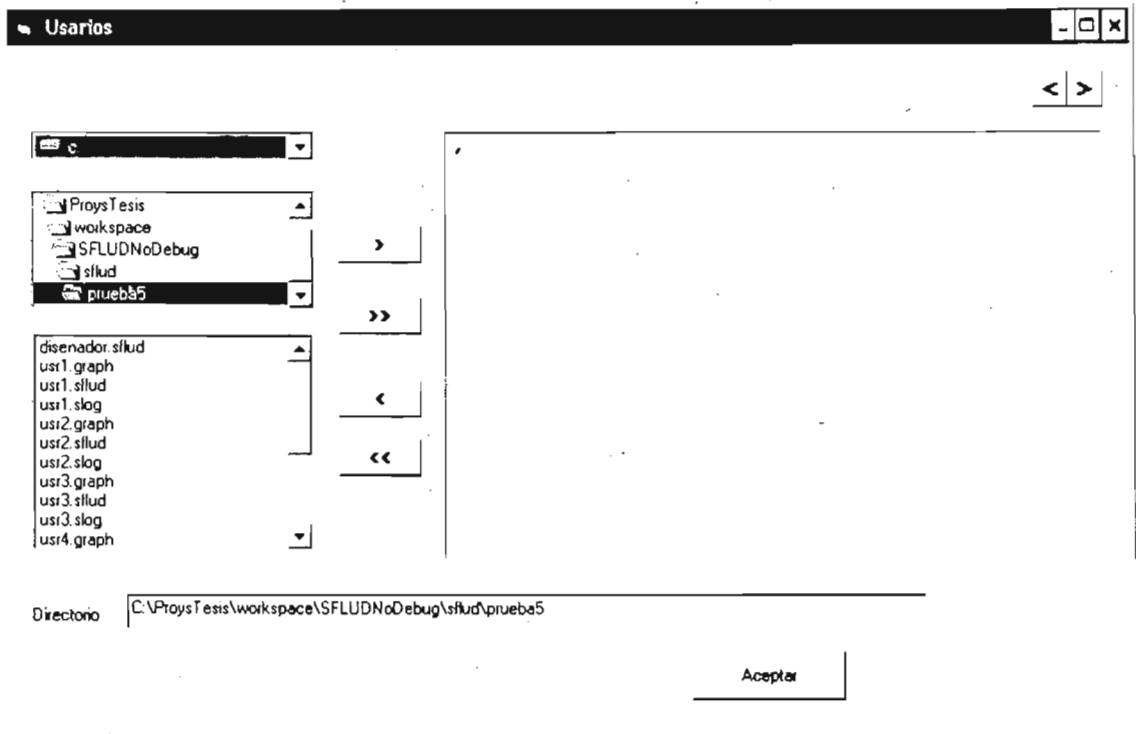 Usarios
< >
c:
ProysTesis
workspace
SFLUDNoDebug
sflud
prueba5
>
>>
<
<<
disenador.sflud
usr1.graph
usr1.sflud
usr1.slog
usr2.graph
usr2.sflud
usr2.slog
usr3.graph
usr3.sflud
usr3.slog
usr4.graph
Directorio
C:\ProysTesis\workspace\SFLUDNoDebug\sflud\prueba5
Aceptar